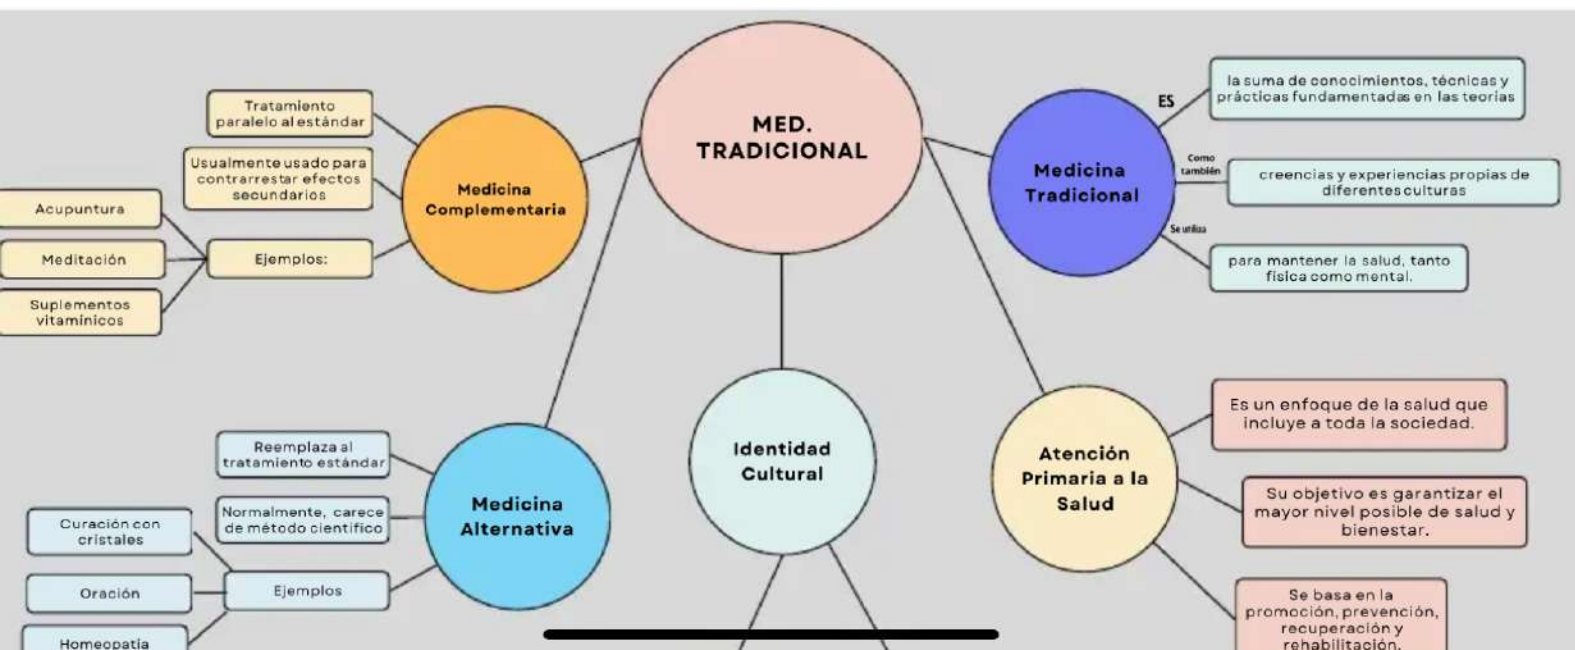 MED.
TRADICIONAL
Medicina
Complementaria
Tratamiento
paralelo al estándar
Usualmente usado para
contrarrestar efectos
secundarios
Ejemplos:
Acupuntura
Meditación
Suplementos
vitamínicos
Medicina
Tradicional
ES
la suma de conocimientos, técnicas y
prácticas fundamentadas en las teorías
Como
también
creencias y experiencias propias de
diferentes culturas
Se utiliza
para mantener la salud, tanto
física como mental.
Medicina
Alternativa
Reemplaza al
tratamiento estándar
Normalmente, carece
de método científico
Ejemplos
Curación con
cristales
Oración
Homeopatía
Identidad
Cultural
Atención
Primaria a la
Salud
Es un enfoque de la salud que
incluye a toda la sociedad.
Su objetivo es garantizar el
mayor nivel posible de salud y
bienestar.
Se basa en la
promoción, prevención,
recuperación y
rehabilitación.